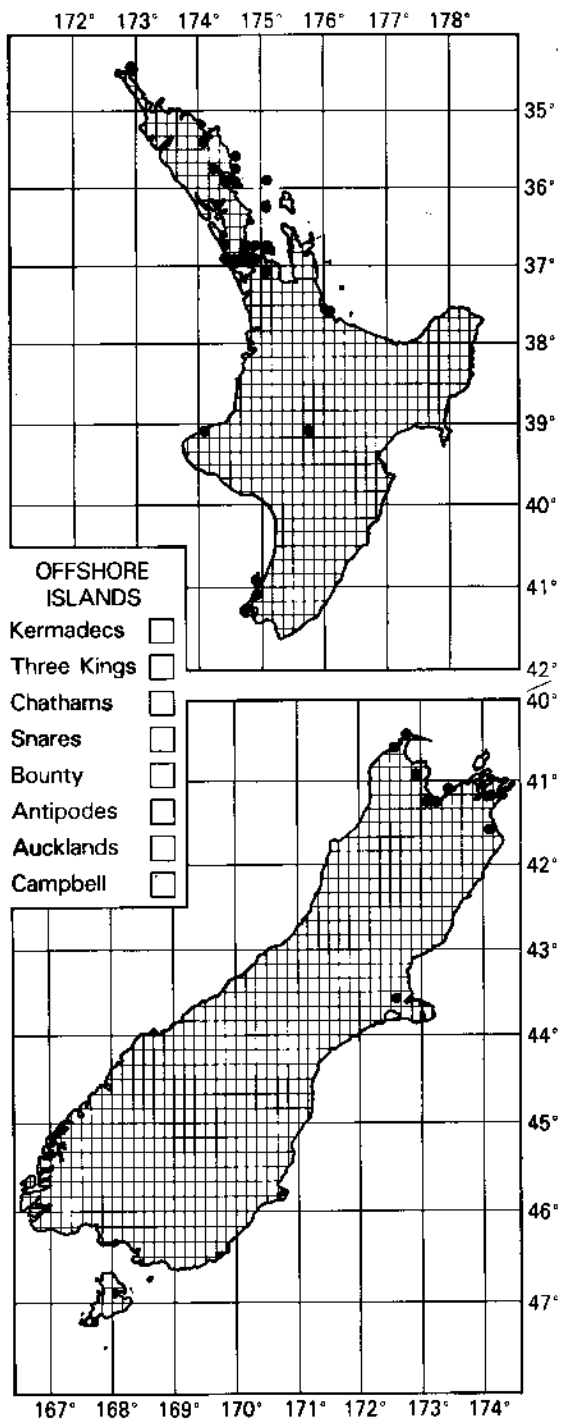 172° 173° 174° 175° 176° 177° 178°
35°
36°
37°
38°
39°
40°
41°
42°
OFFSHORE
ISLANDS
Kermadecs
Three Kings
Chathams
Snares
Bounty
Antipodes
Aucklands
Campbell
40°
41°
42°
43°
44°
45°
46°
47°
167° 168° 169° 170° 171° 172° 173° 174°